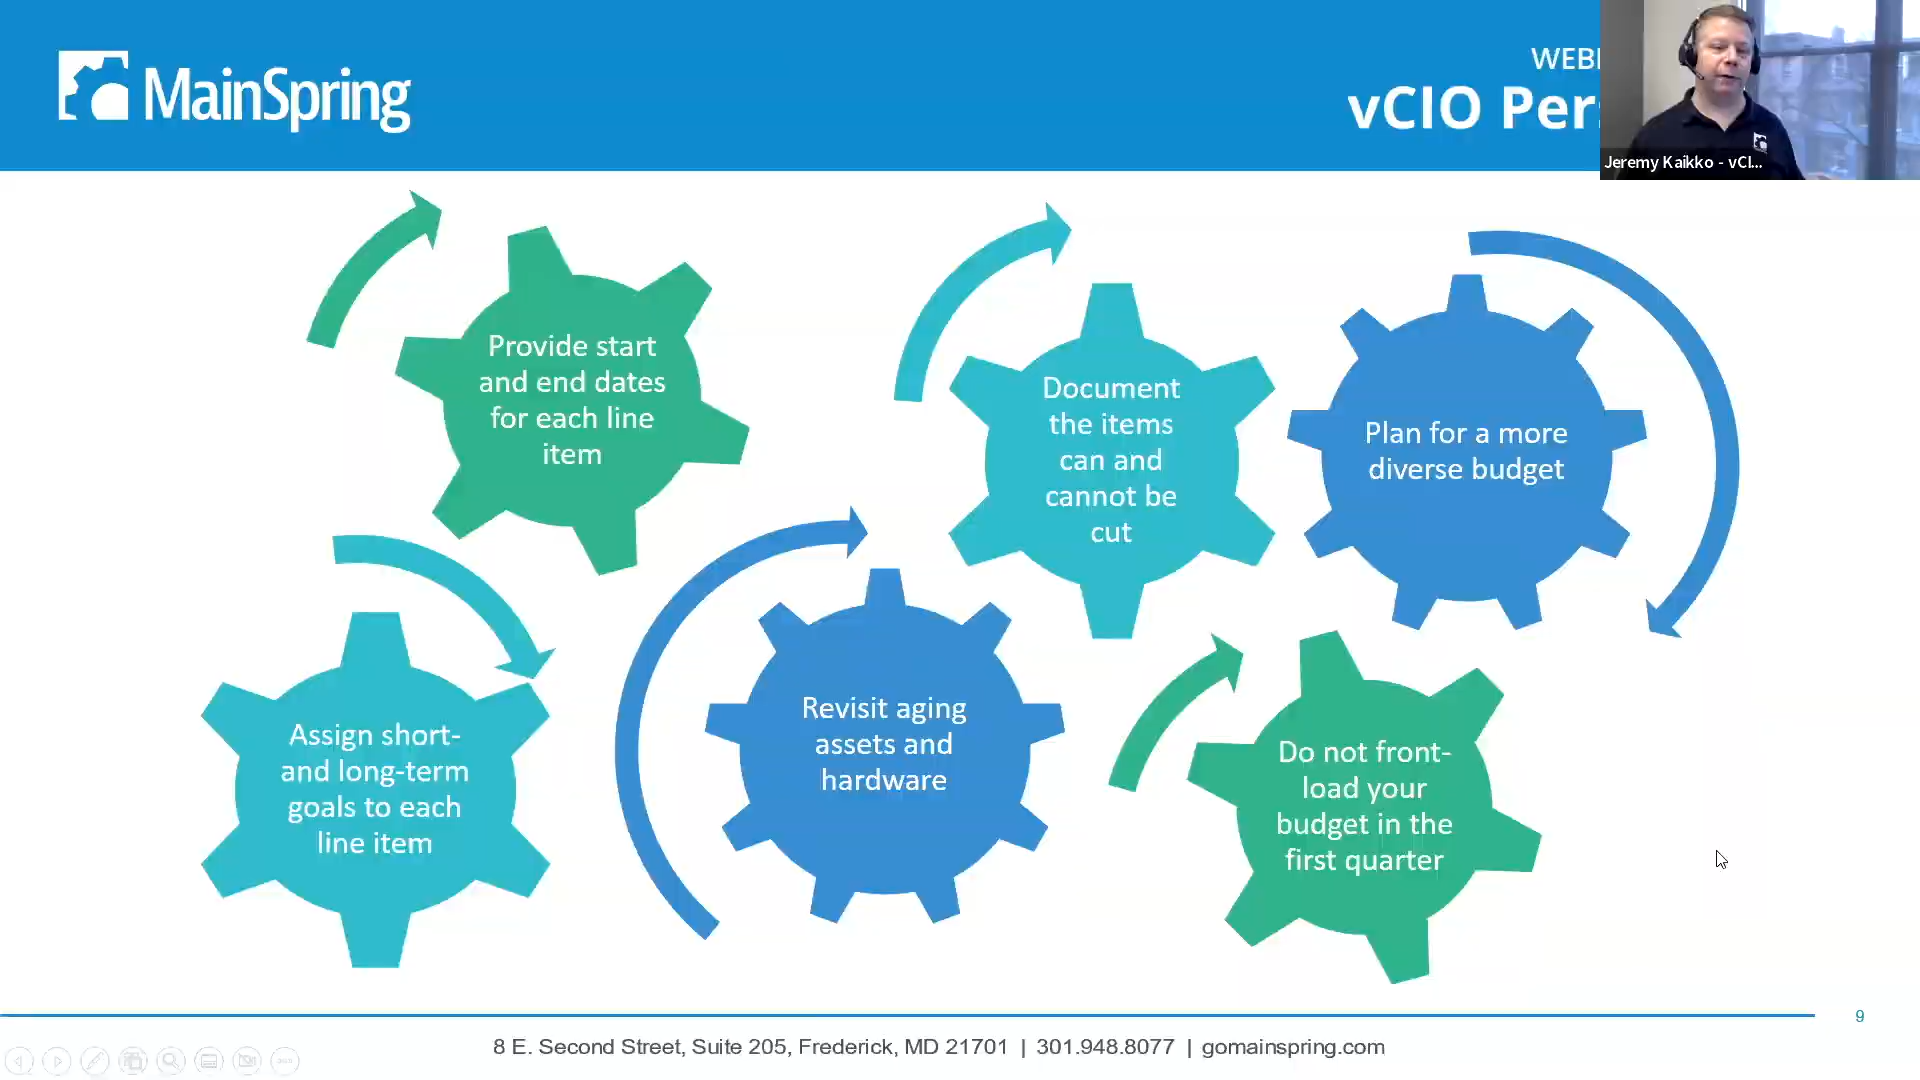 MainSpring
WEBI
vCIO Pers
Jeremy Kaikko - vCI...
Provide start
and end dates
for each line
item
Document
the items
can and
cannot be
cut
Plan for a more
diverse budget
Assign short-
and long-term
goals to each
line item
Revisit aging
assets and
hardware
Do not front-
load your
budget in the
first quarter
9
8 E. Second Street, Suite 205, Frederick, MD 21701 | 301.948.8077 | gomainspring.com